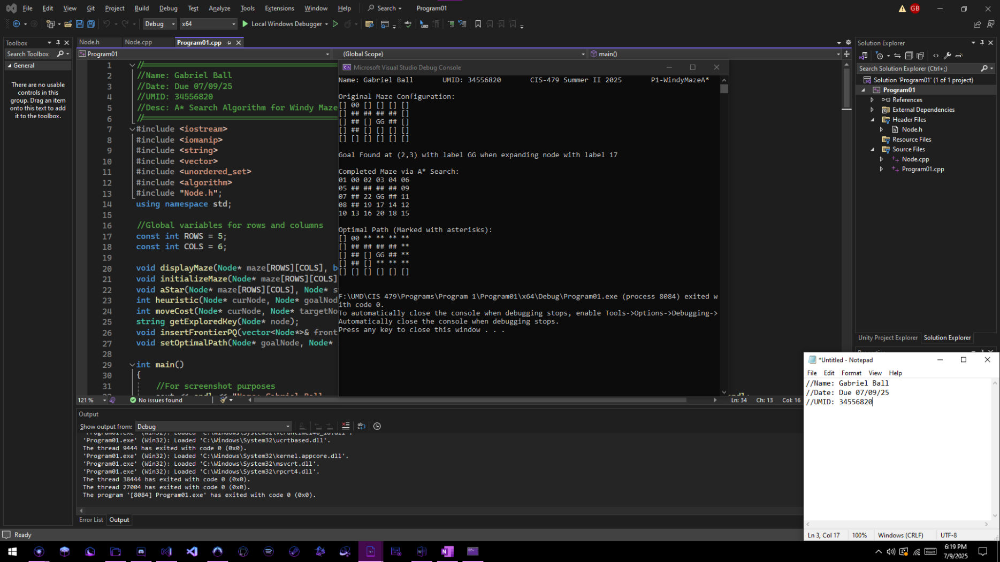 File Edit View Git Project Build Debug Test Analyze Tools Extensions Window Help Search Program01 GB
Debug x64 Local Windows Debugger
Toolbox
Search Toolbox
General
There are no usable
controls in this
group. Drag an item
onto this text to add
it to the toolbox.
Node.h Node.cpp Program01.cpp
Program01 (Global Scope) main()
1 //
2 //Name: Gabriel Ball
3 //Date: Due 07/09/25
4 //UMID: 34556820
5 //Desc: A* Search Algorithm for Windy Maze
6 //
7 #include <iostream>
8 #include <iomanip>
9 #include <string>
10 #include <vector>
11 #include <unordered_set>
12 #include <algorithm>
13 #include "Node.h";
14 using namespace std;
15
16 //Global variables for rows and columns
17 const int ROWS = 5;
18 const int COLS = 6;
19
20 void displayMaze(Node* maze[ROWS][COLS], b
21 void initializeMaze(Node* maze[ROWS][COLS]
22 void aStar(Node* maze[ROWS][COLS], Node* s
23 int heuristic(Node* curNode, Node* goalNod
24 int moveCost(Node* curNode, Node* targetNo
25 string getExploredKey(Node* node);
26 void insertFrontierPQ(vector<Node*>& front
27 void setOptimalPath(Node* goalNode, Node*
28
29 int main()
30 {
31 //For screenshot purposes
121 % No issues found Ln: 34 Ch: 13 Col: 16
Microsoft Visual Studio Debug Console
Name: Gabriel Ball UMID: 34556820 CIS-479 Summer II 2025 P1-WindyMazeA*
Original Maze Configuration:
[] 00 [] [] [] []
[] ## ## ## ## []
[] ## [] GG ## []
[] ## [] [] [] []
[] [] [] [] [] []
Goal Found at (2,3) with label GG when expanding node with label 17
Completed Maze via A* Search:
01 00 02 03 04 06
05 ## ## ## ## 09
07 ## 22 GG ## 11
08 ## 19 17 14 12
10 13 16 20 18 15
Optimal Path (Marked with asterisks):
[] 00 ** ** ** **
[] ## ## ## ## **
[] ## [] GG ## **
[] ## [] ** ** **
[] [] [] [] [] []
F:\UMD\CIS 479\Programs\Program 1\Program01\x64\Debug\Program01.exe (process 8084) exited w
ith code 0.
To automatically close the console when debugging stops, enable Tools->Options->Debugging->
Automatically close the console when debugging stops.
Press any key to close this window . . .
Solution Explorer
Search Solution Explorer (Ctrl+;)
Solution 'Program01' (1 of 1 project)
Program01
References
External Dependencies
Header Files
Node.h
Resource Files
Source Files
Node.cpp
Program01.cpp
Unity Project Explorer Solution Explorer
Output
Show output from: Debug
The thread 9444 has exited with code 0 (0x0).
'Program01.exe' (Win32): Loaded 'C:\Windows\System32\ucrtbased.dll'.
'Program01.exe' (Win32): Loaded 'C:\Windows\System32\kernel.appcore.dll'.
'Program01.exe' (Win32): Loaded 'C:\Windows\System32\msvcrt.dll'.
'Program01.exe' (Win32): Loaded 'C:\Windows\System32\rpcrt4.dll'.
The thread 38444 has exited with code 0 (0x0).
The thread 27004 has exited with code 0 (0x0).
The program '[8084] Program01.exe' has exited with code 0 (0x0).
Error List Output
Ready
*Untitled - Notepad
File Edit Format View Help
//Name: Gabriel Ball
//Date: Due 07/09/25
//UMID: 34556820
Ln 3, Col 17 100% Windows (CRLF) UTF-8
6:19 PM
7/9/2025